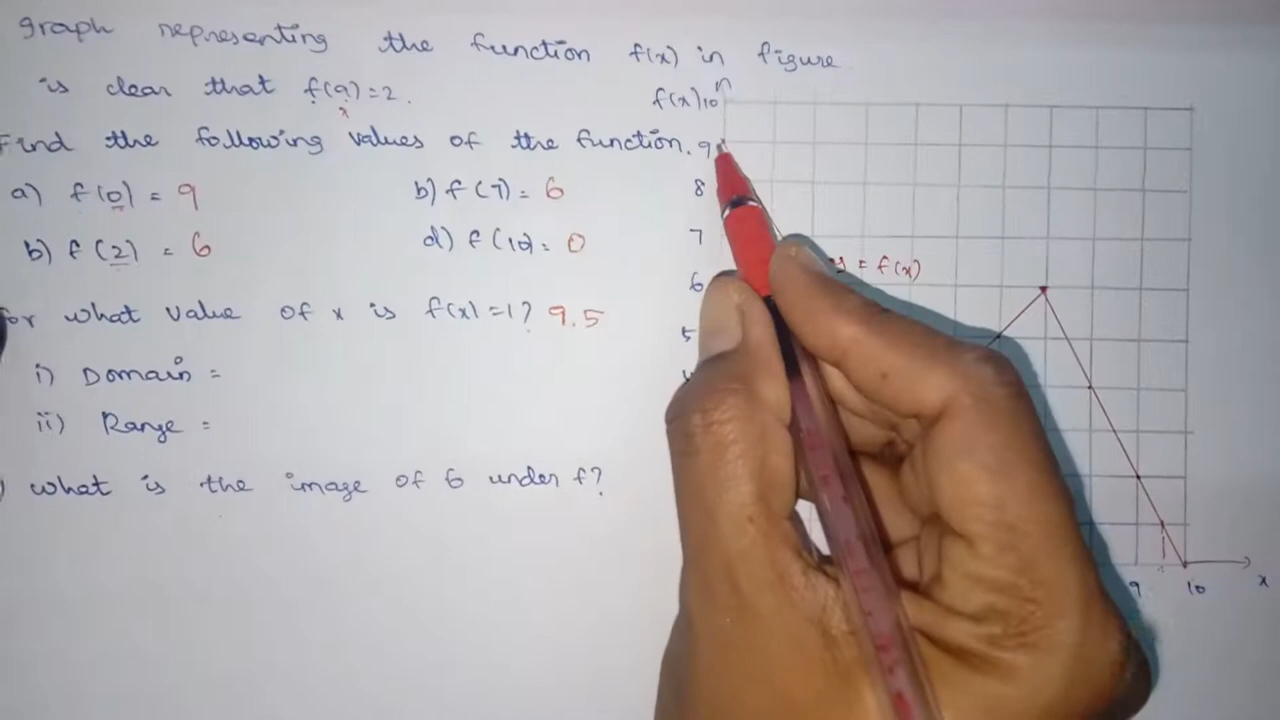 graph representing the function f(x) in figure
is clear that f(9)=2.
x
Find the following values of the function.
a) f(0) = 9
b) f(7) = 6
b) f(2) = 6
d) f(10) = 0
For what value of x is f(x)=1? 9.5
i) Domain =
ii) Range =
) what is the image of 6 under f?
f(x)
10
9
8
7
6
5
y = f(x)
9 10 x